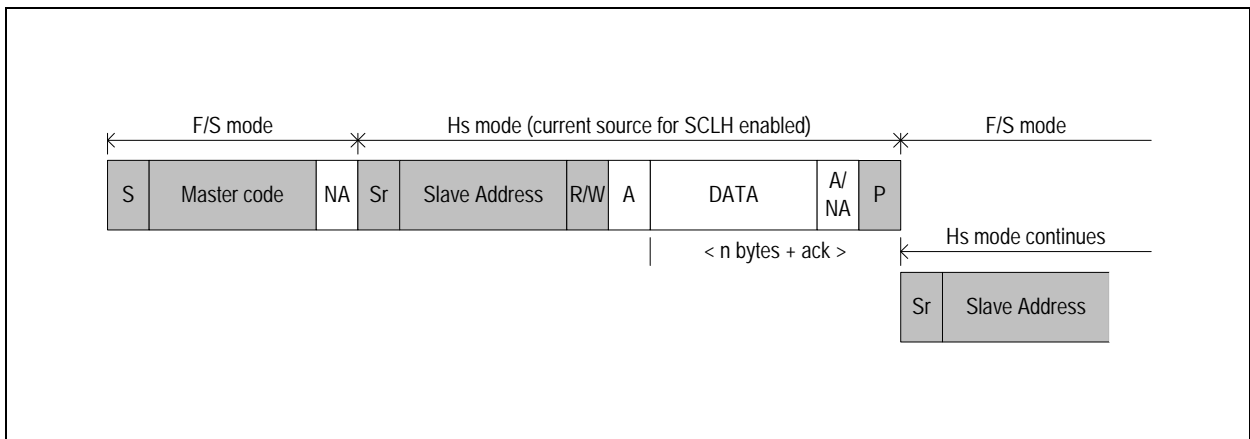 F/S mode
Hs mode (current source for SCLH enabled)
F/S mode
S
Master code
NA
Sr
Slave Address
R/W
A
DATA
A/
NA
P
< n bytes + ack >
Hs mode continues
Sr
Slave Address